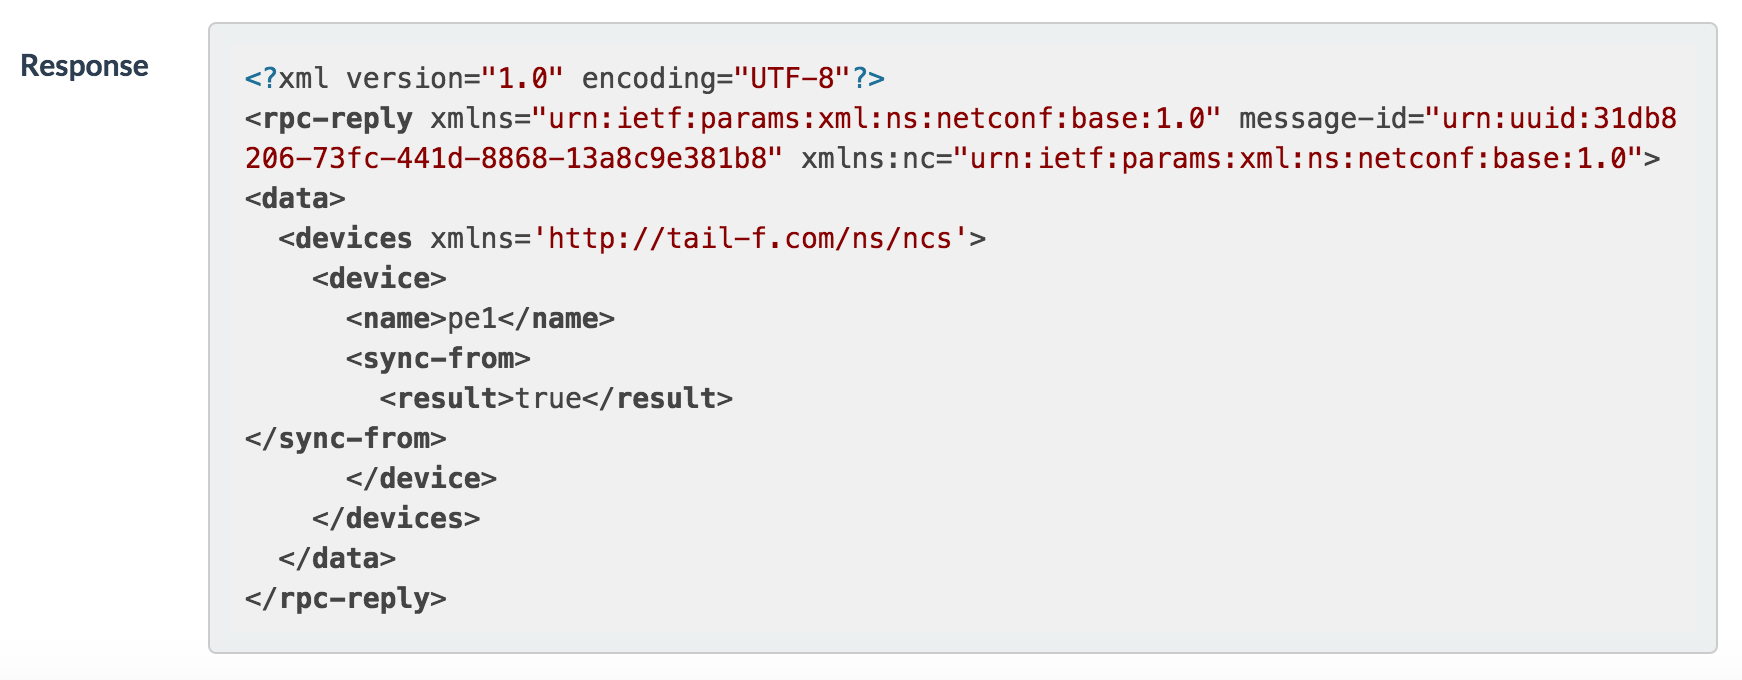 Response
<?xml version="1.0" encoding="UTF-8"?>
<rpc-reply xmlns="urn:ietf:params:xml:ns:netconf:base:1.0" message-id="urn:uuid:31db8
206-73fc-441d-8868-13a8c9e381b8" xmlns:nc="urn:ietf:params:xml:ns:netconf:base:1.0">
<data>
  <devices xmlns='http://tail-f.com/ns/ncs'>
    <device>
      <name>pe1</name>
      <sync-from>
        <result>true</result>
</sync-from>
      </device>
    </devices>
  </data>
</rpc-reply>